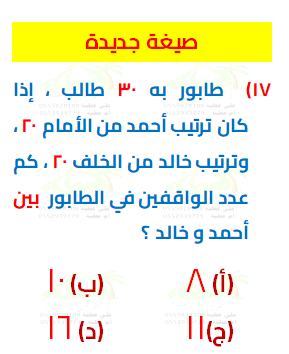 صيغة جديدة
١٧) طابور به ٣٠ طالب ، إذا
كان ترتيب أحمد من الأمام ٢٠ ،
وترتيب خالد من الخلف ٢٠ ، كم
عدد الواقفين في الطابور بين
أحمد و خالد ؟
(أ) ٨ (ب) ١٠
(ج) ١١ (د) ١٦